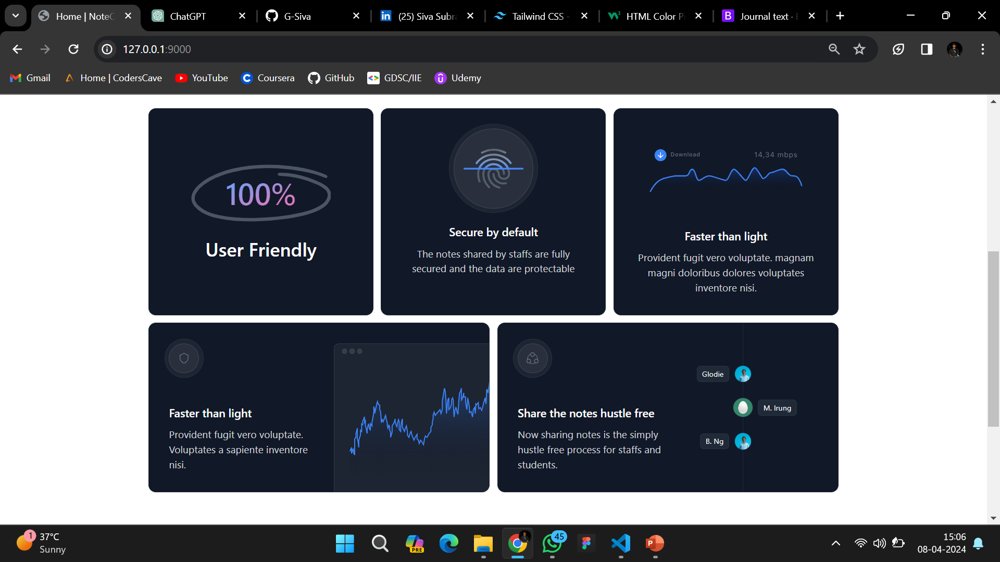 Home | NoteC
ChatGPT
G-Siva
(25) Siva Subra
Tailwind CSS -
HTML Color Pi
Journal text · B
127.0.0.1:9000
Gmail
Home | CodersCave
YouTube
Coursera
GitHub
GDSC/IIE
Udemy
100%
User Friendly
Secure by default
The notes shared by staffs are fully
secured and the data are protectable
Download
14,34 mbps
Faster than light
Provident fugit vero voluptate. magnam
magni doloribus dolores voluptates
inventore nisi.
Faster than light
Provident fugit vero voluptate.
Voluptates a sapiente inventore
nisi.
Share the notes hustle free
Now sharing notes is the simply
hustle free process for staffs and
students.
Glodie
M. Irung
B. Ng
1
37°C
Sunny
PRE
45
15:06
08-04-2024